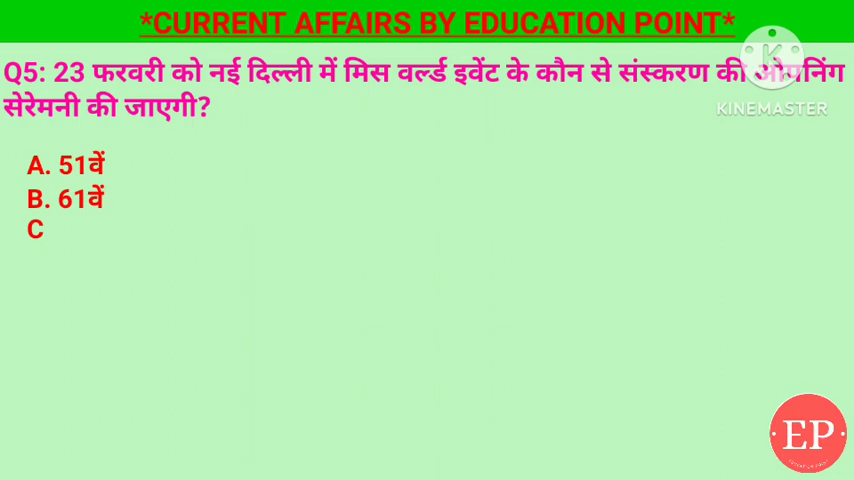 *CURRENT AFFAIRS BY EDUCATION POINT*
Q5: 23 फरवरी को नई दिल्ली में मिस वर्ल्ड इवेंट के कौन से संस्करण की ओपनिंग
सेरेमनी की जाएगी?
KINEMASTER
A. 51वें
B. 61वें
C
EP